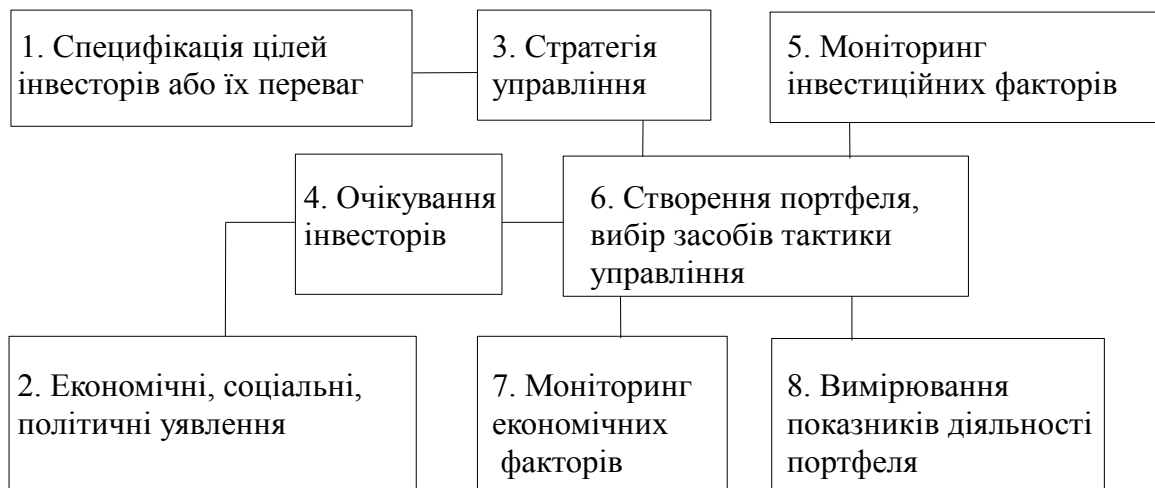 1. Специфікація цілей
інвесторів або їх переваг
3. Стратегія
управління
5. Моніторинг
інвестиційних факторів
4. Очікування
інвесторів
6. Створення портфеля,
вибір засобів тактики
управління
2. Економічні, соціальні,
політичні уявлення
7. Моніторинг
економічних
факторів
8. Вимірювання
показників діяльності
портфеля